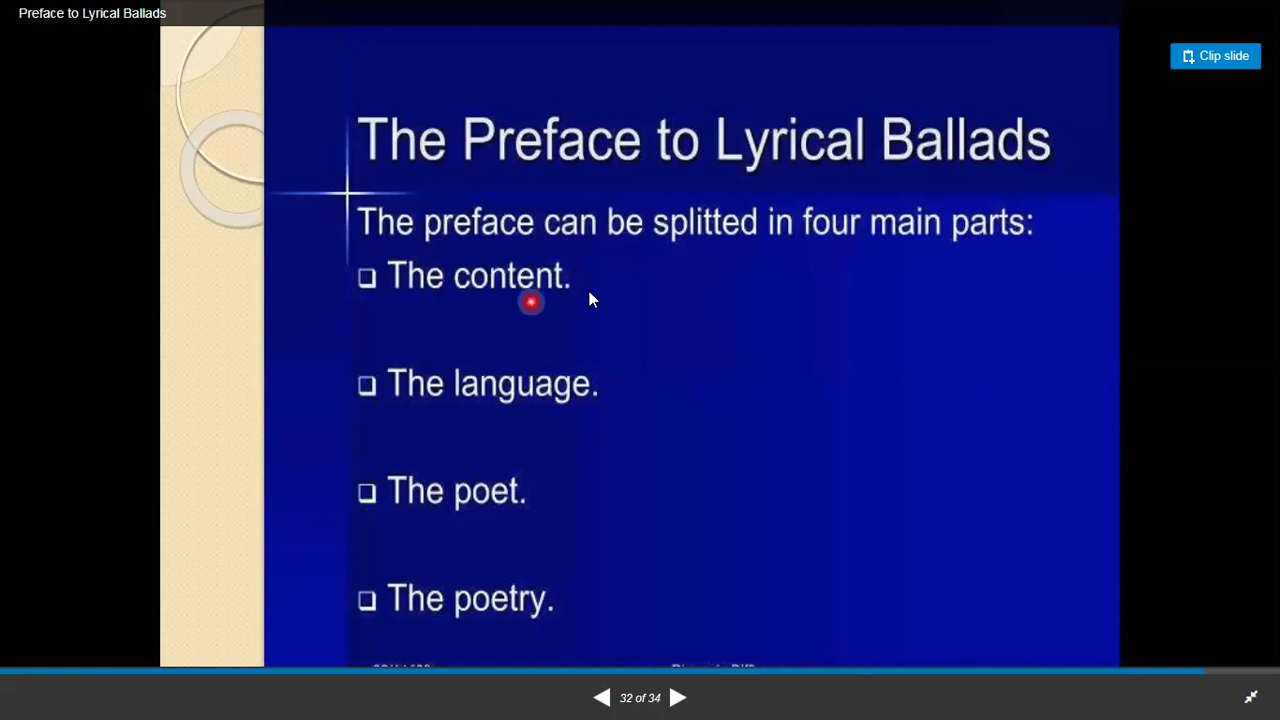 Preface to Lyrical Ballads
Clip slide
The Preface to Lyrical Ballads
The preface can be splitted in four main parts:
❑ The content.
❑ The language.
❑ The poet.
❑ The poetry.
32 of 34